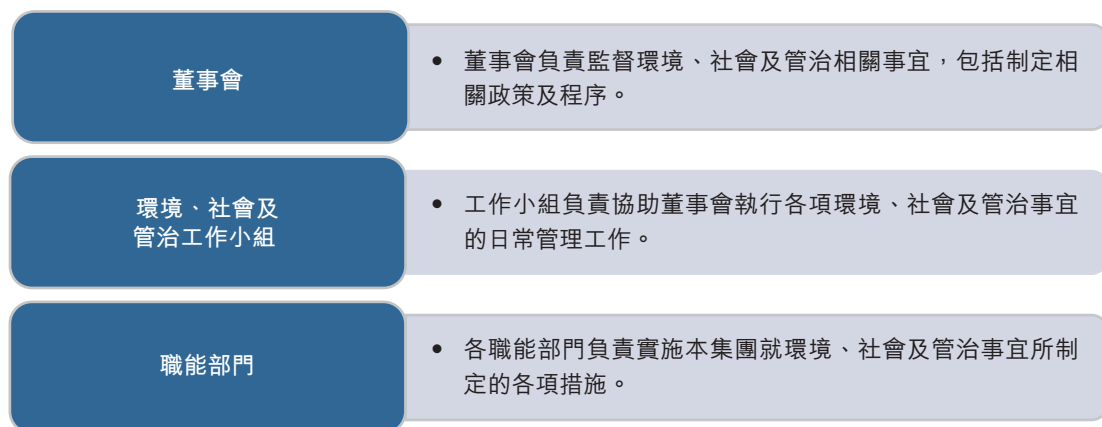 董事會
• 董事會負責監督環境、社會及管治相關事宜，包括制定相
關政策及程序。
環境、社會及
管治工作小組
• 工作小組負責協助董事會執行各項環境、社會及管治事宜
的日常管理工作。
職能部門
• 各職能部門負責實施本集團就環境、社會及管治事宜所制
定的各項措施。